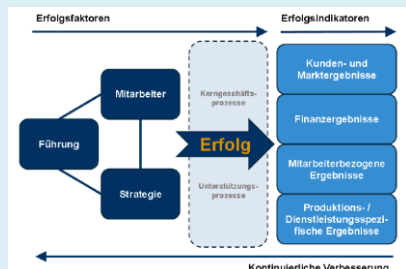 Erfolgsfaktoren
Erfolgsindikatoren
Führung
Mitarbeiter
Strategie
Kerngeschäfts-
prozesse
Erfolg
Unterstützungs-
prozesse
Kunden- und
Marktergebnisse
Finanzergebnisse
Mitarbeiterbezogene
Ergebnisse
Produktions- /
Dienstleistungsspezi-
fische Ergebnisse
Kontinuierliche Verbesserung